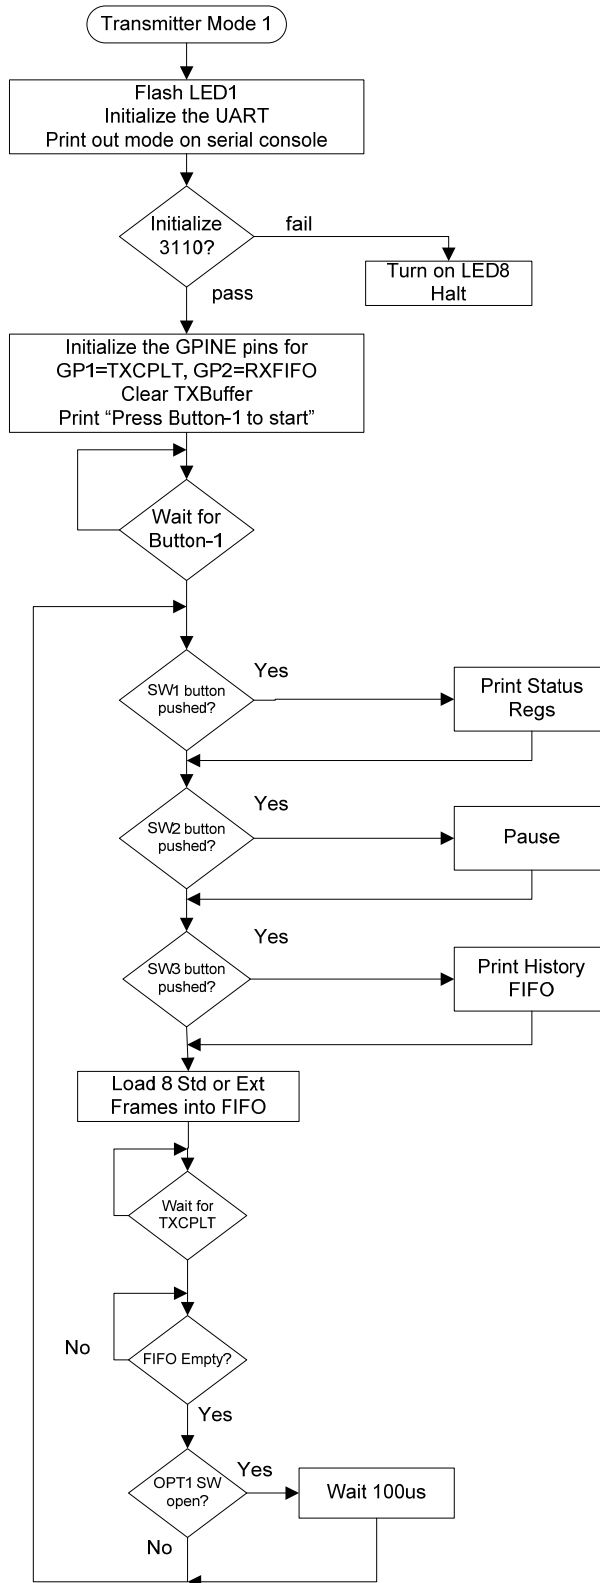 Transmitter Mode 1
Flash LED1
Initialize the UART
Print out mode on serial console
Initialize
3110?
fail
Turn on LED8
Halt
pass
Initialize the GPINE pins for
GP1=TXCPLT, GP2=RXFIFO
Clear TXBuffer
Print “Press Button-1 to start”
Wait for
Button-1
SW1 button
pushed?
Yes
Print Status
Regs
SW2 button
pushed?
Yes
Pause
SW3 button
pushed?
Yes
Print History
FIFO
Load 8 Std or Ext
Frames into FIFO
Wait for
TXCPLT
FIFO Empty?
No
Yes
OPT1 SW
open?
Yes
Wait 100us
No